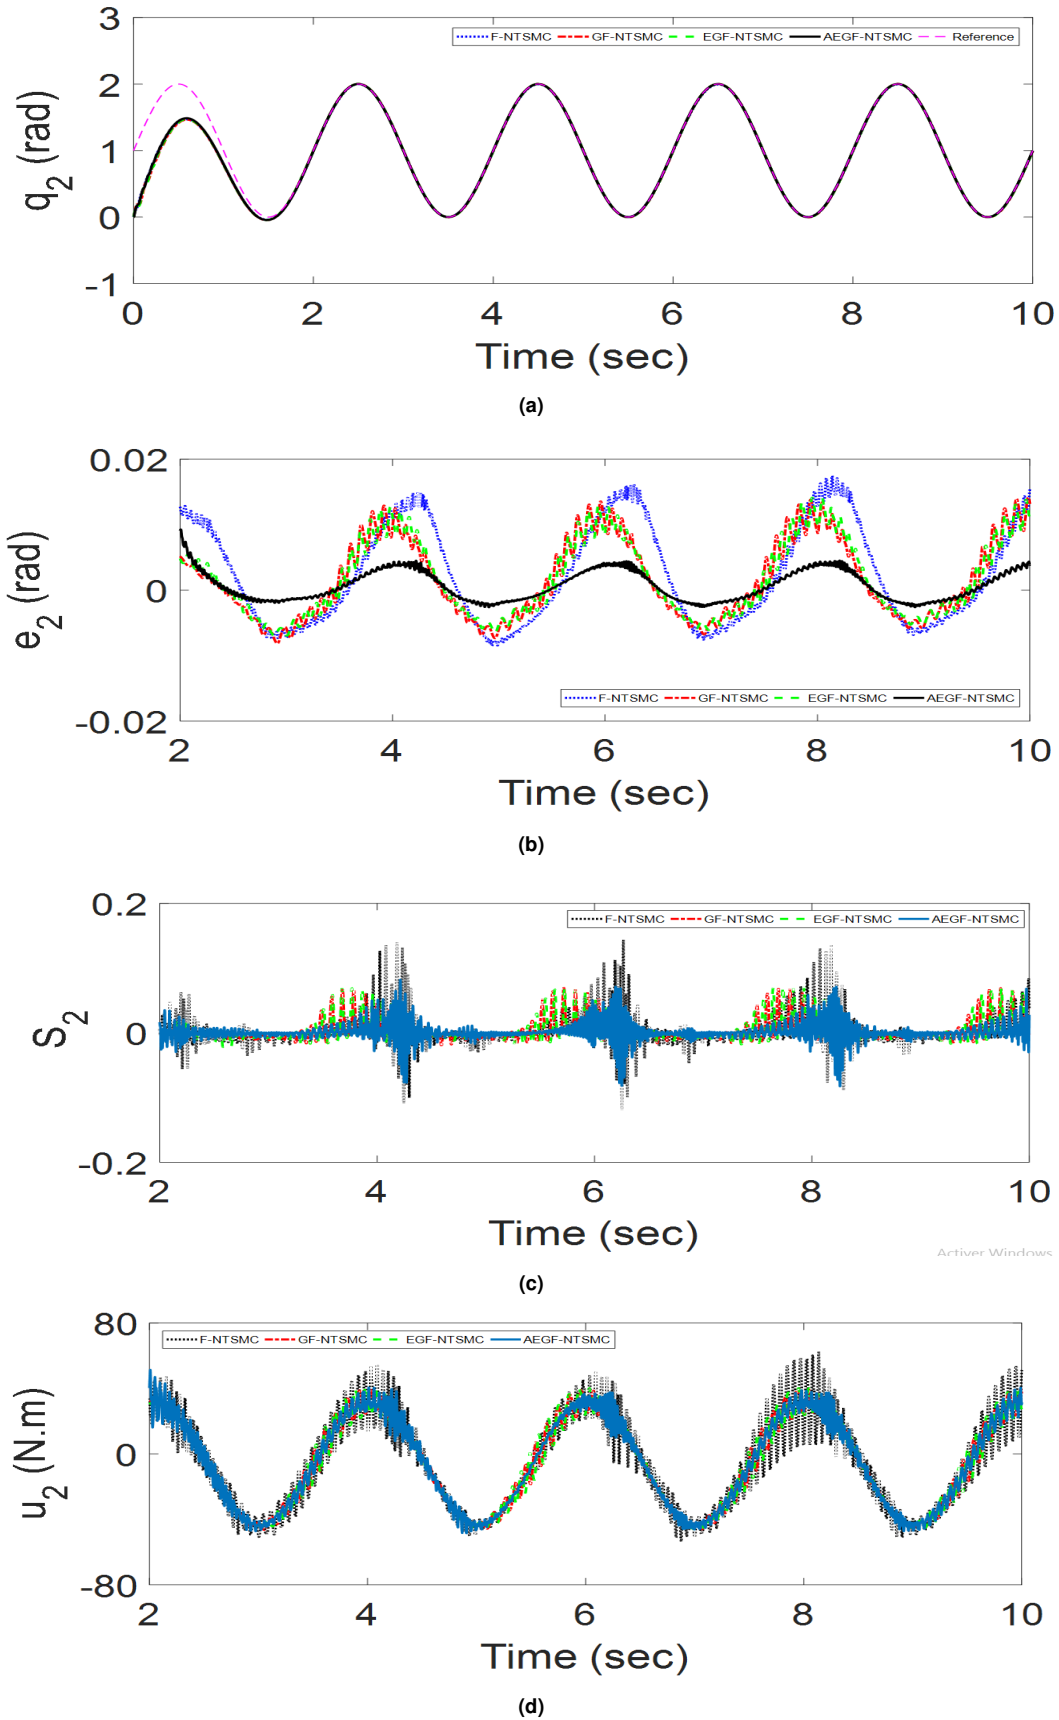 3
2
1
0
-1
q2 (rad)
F-NTSMC GF-NTSMC EGF-NTSMC AEGF-NTSMC Reference
0 2 4 6 8 10
Time (sec)
(a)
0.02
0
-0.02
e2 (rad)
F-NTSMC GF-NTSMC EGF-NTSMC AEGF-NTSMC
2 4 6 8 10
Time (sec)
(b)
0.2
0
-0.2
S2
F-NTSMC GF-NTSMC EGF-NTSMC AEGF-NTSMC
2 4 6 8 10
Time (sec)
Activer Windows
(c)
80
0
-80
u2 (N.m)
F-NTSMC GF-NTSMC EGF-NTSMC AEGF-NTSMC
2 4 6 8 10
Time (sec)
(d)